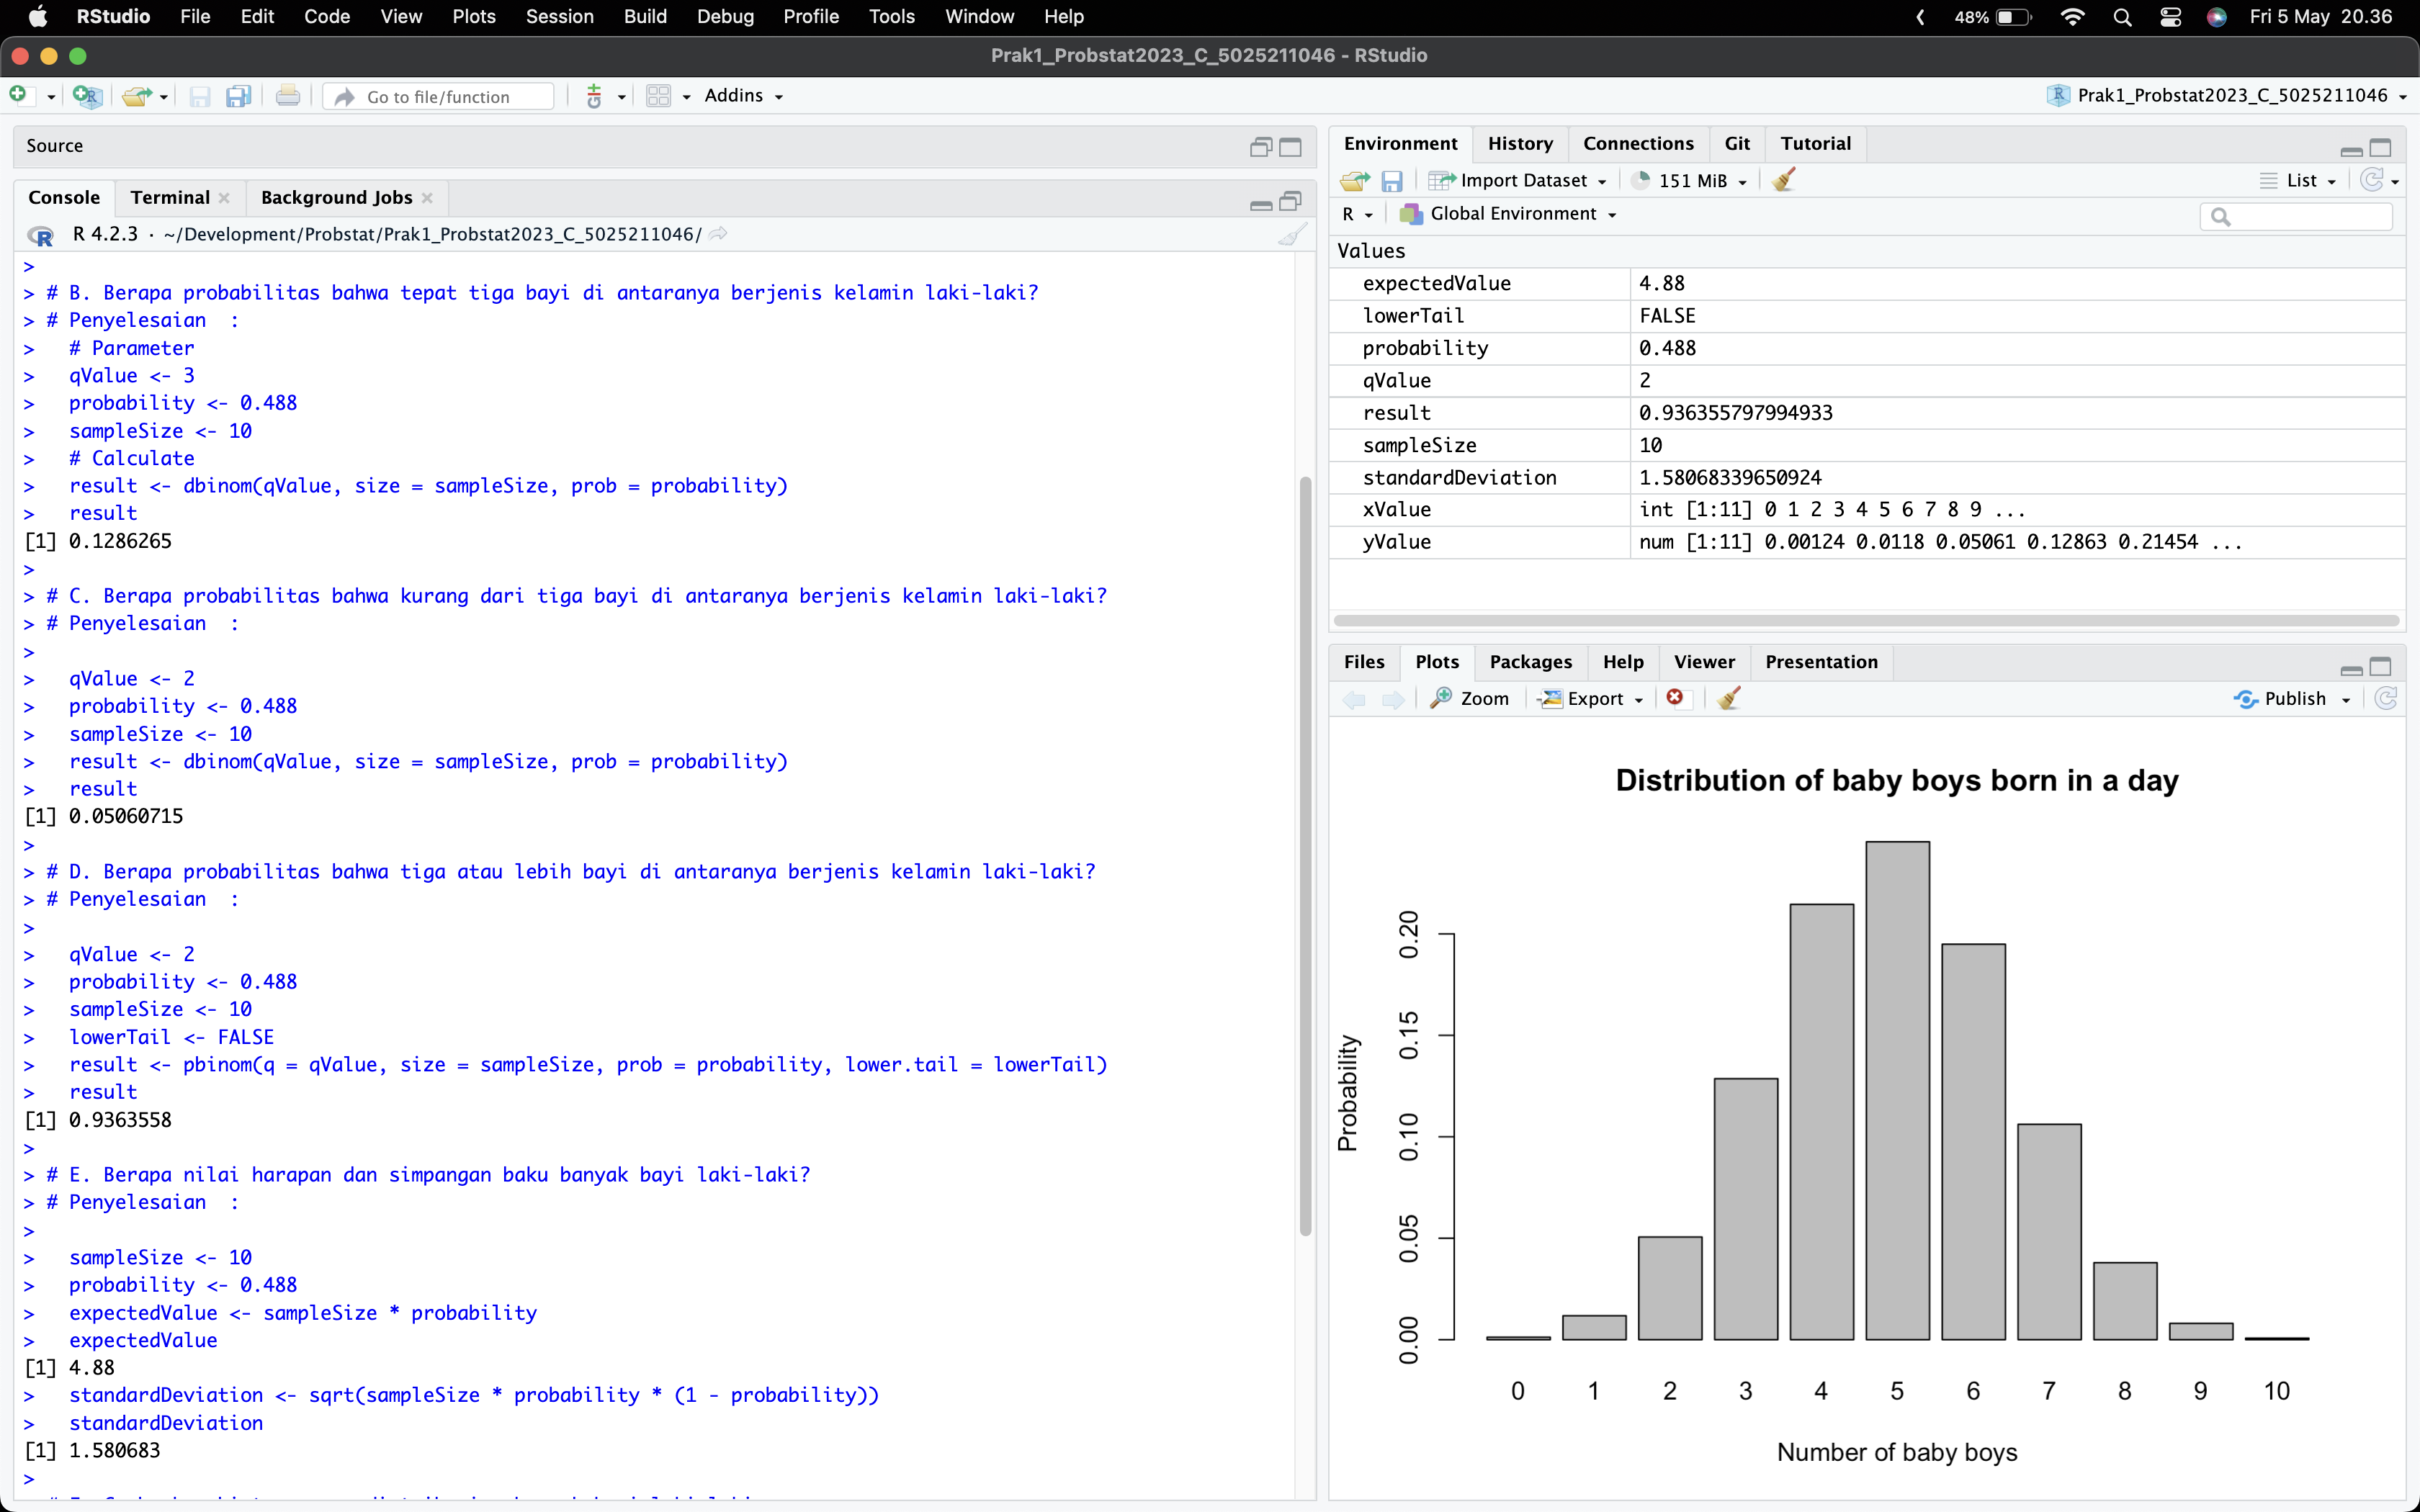 RStudio File Edit Code View Plots Session Build Debug Profile Tools Window Help 48% Fri 5 May 20.36
Prak1_Probstat2023_C_5025211046 - RStudio
Go to file/function Addins Prak1_Probstat2023_C_5025211046
Source
Console Terminal Background Jobs
R 4.2.3 · ~/Development/Probstat/Prak1_Probstat2023_C_5025211046/
>
> # B. Berapa probabilitas bahwa tepat tiga bayi di antaranya berjenis kelamin laki-laki?
> # Penyelesaian  :
>   # Parameter
>   qValue <- 3
>   probability <- 0.488
>   sampleSize <- 10
>   # Calculate
>   result <- dbinom(qValue, size = sampleSize, prob = probability)
>   result
[1] 0.1286265
>
> # C. Berapa probabilitas bahwa kurang dari tiga bayi di antaranya berjenis kelamin laki-laki?
> # Penyelesaian  :
>
>   qValue <- 2
>   probability <- 0.488
>   sampleSize <- 10
>   result <- dbinom(qValue, size = sampleSize, prob = probability)
>   result
[1] 0.05060715
>
> # D. Berapa probabilitas bahwa tiga atau lebih bayi di antaranya berjenis kelamin laki-laki?
> # Penyelesaian  :
>
>   qValue <- 2
>   probability <- 0.488
>   sampleSize <- 10
>   lowerTail <- FALSE
>   result <- pbinom(q = qValue, size = sampleSize, prob = probability, lower.tail = lowerTail)
>   result
[1] 0.9363558
>
> # E. Berapa nilai harapan dan simpangan baku banyak bayi laki-laki?
> # Penyelesaian  :
>
>   sampleSize <- 10
>   probability <- 0.488
>   expectedValue <- sampleSize * probability
>   expectedValue
[1] 4.88
>   standardDeviation <- sqrt(sampleSize * probability * (1 - probability))
>   standardDeviation
[1] 1.580683
>
Environment History Connections Git Tutorial
Import Dataset 151 MiB List
R Global Environment
Values
expectedValue 4.88
lowerTail FALSE
probability 0.488
qValue 2
result 0.936355797994933
sampleSize 10
standardDeviation 1.58068339650924
xValue int [1:11] 0 1 2 3 4 5 6 7 8 9 ...
yValue num [1:11] 0.00124 0.0118 0.05061 0.12863 0.21454 ...
Files Plots Packages Help Viewer Presentation
Zoom Export Publish
Distribution of baby boys born in a day
Probability
0.20
0.15
0.10
0.05
0.00
0 1 2 3 4 5 6 7 8 9 10
Number of baby boys